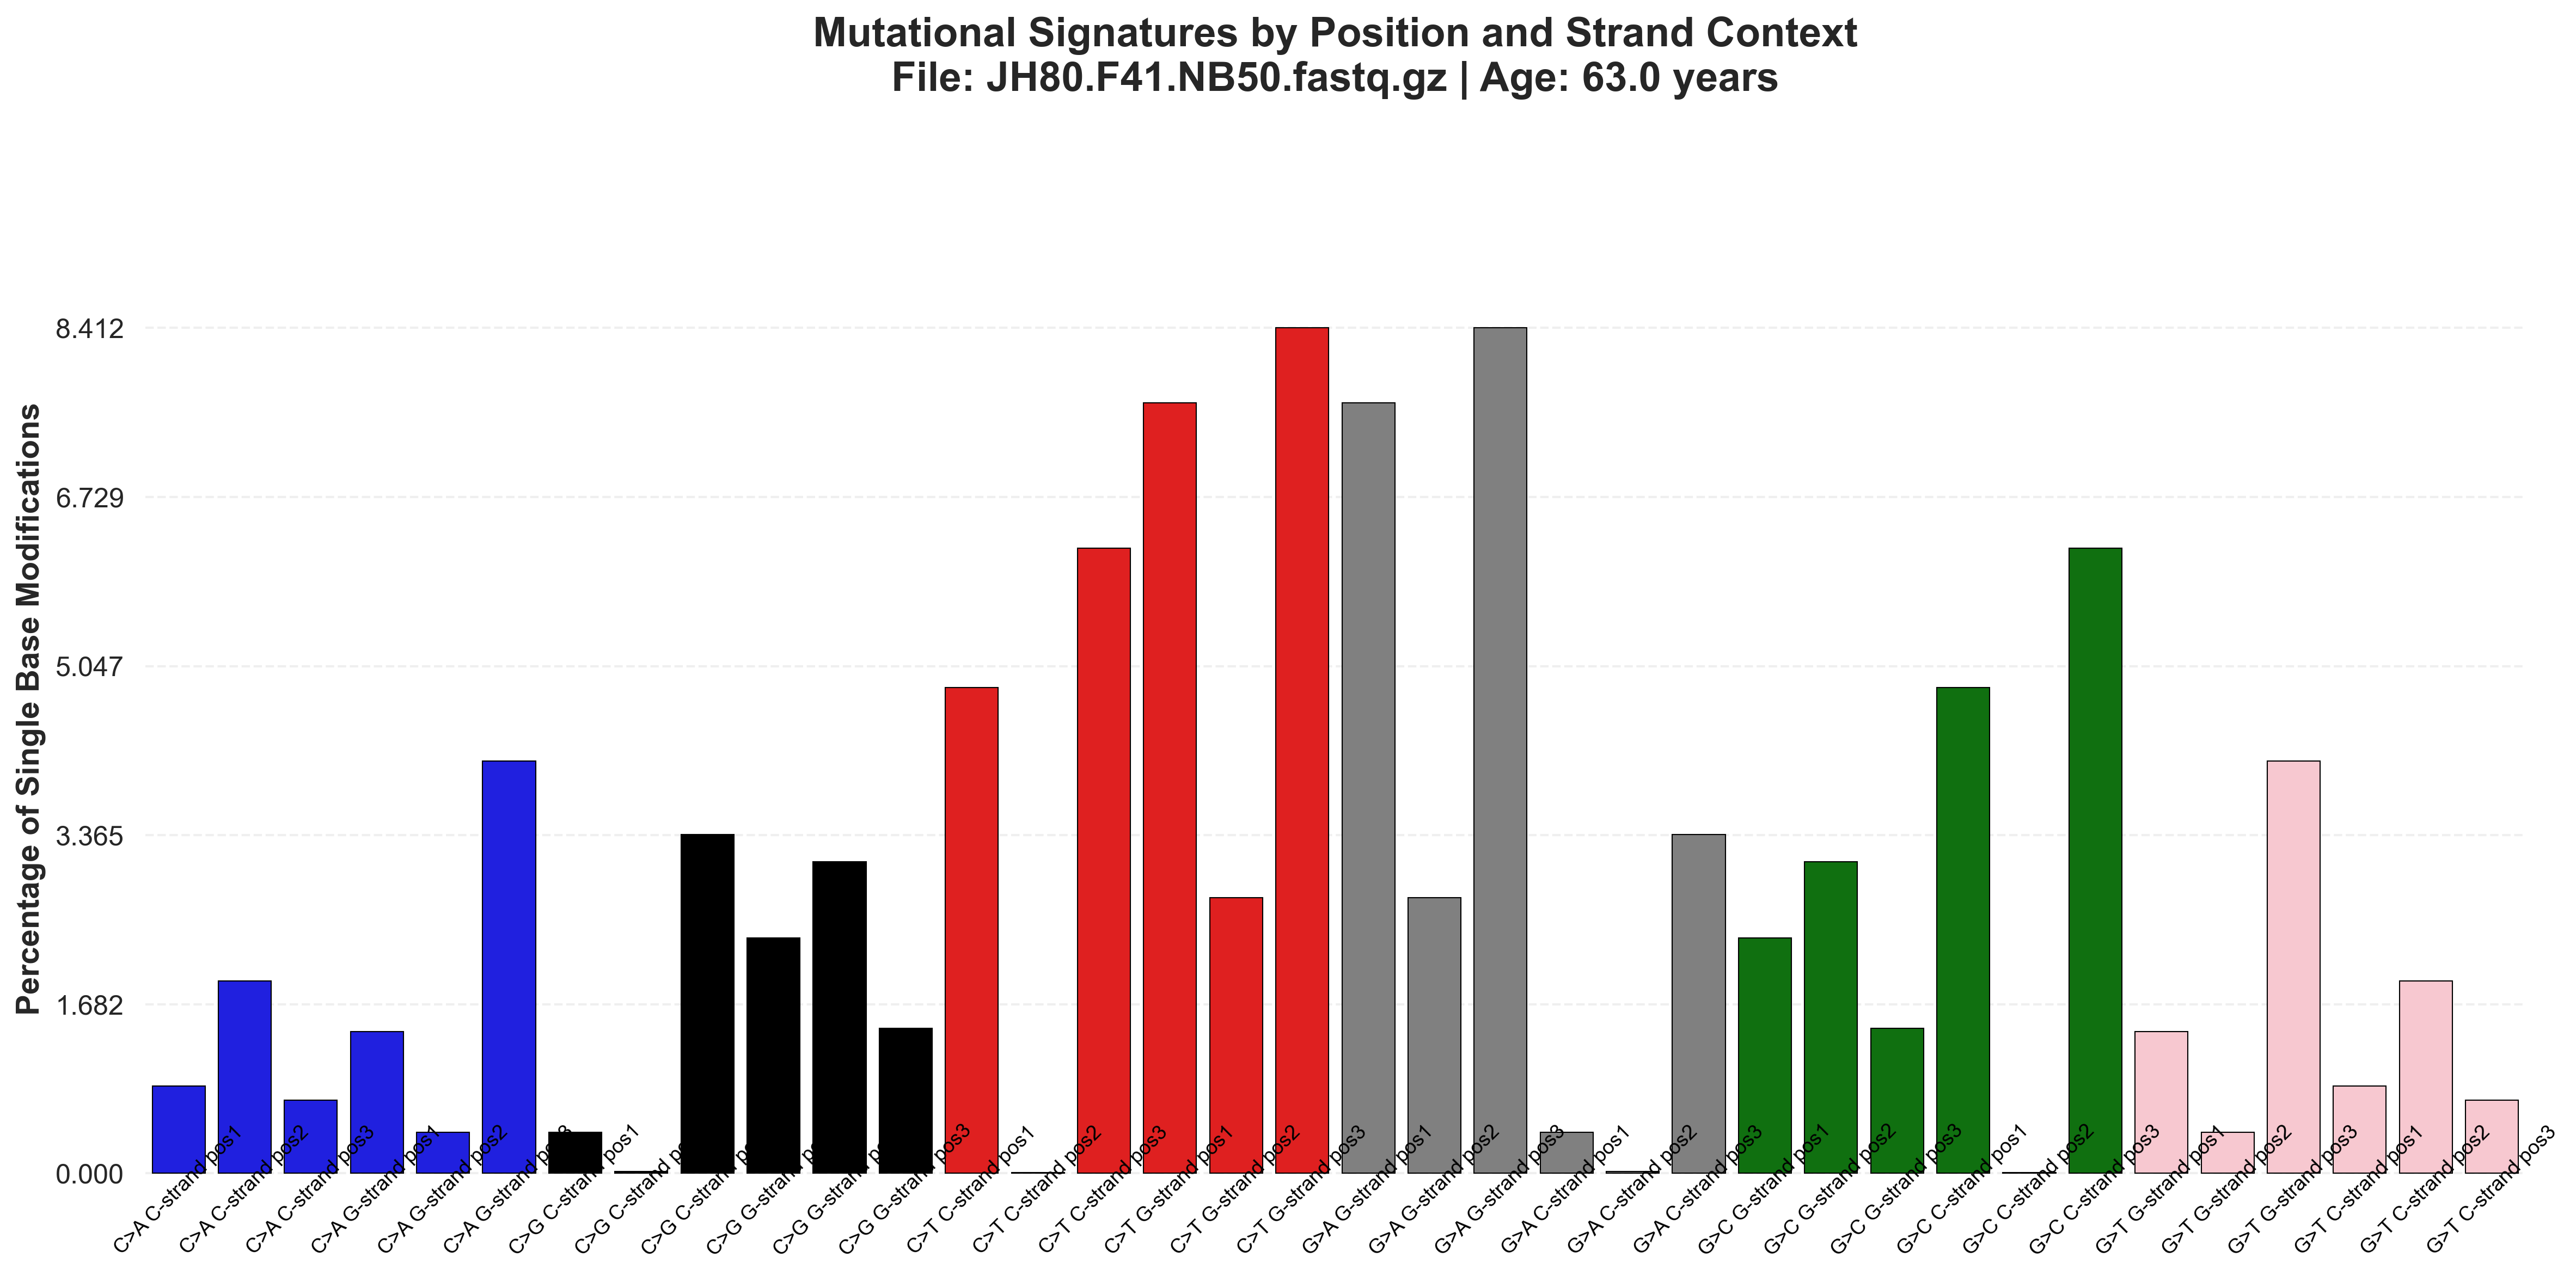 Mutational Signatures by Position and Strand Context
File: JH80.F41.NB50.fastq.gz | Age: 63.0 years
Percentage of Single Base Modifications
8.412
6.729
5.047
3.365
1.682
0.000
C>A C-strand pos1
C>A C-strand pos2
C>A C-strand pos3
C>A G-strand pos1
C>A G-strand pos2
C>A G-strand pos3
C>G C-strand pos1
C>G C-strand
C>G C-strand
C>G G-strand
C>G G-strand
C>G G-strand pos3
C>T C-strand pos1
C>T C-strand pos2
C>T C-strand pos3
C>T G-strand pos1
C>T G-strand pos2
C>T G-strand pos3
G>A G-strand pos1
G>A G-strand pos2
G>A G-strand pos3
G>A C-strand pos1
G>A C-strand pos2
G>A C-strand pos3
G>C G-strand pos1
G>C G-strand pos2
G>C G-strand pos3
G>C C-strand pos1
G>C C-strand pos2
G>C C-strand pos3
G>T G-strand pos1
G>T G-strand pos2
G>T G-strand pos3
G>T C-strand pos1
G>T C-strand pos2
G>T C-strand pos3